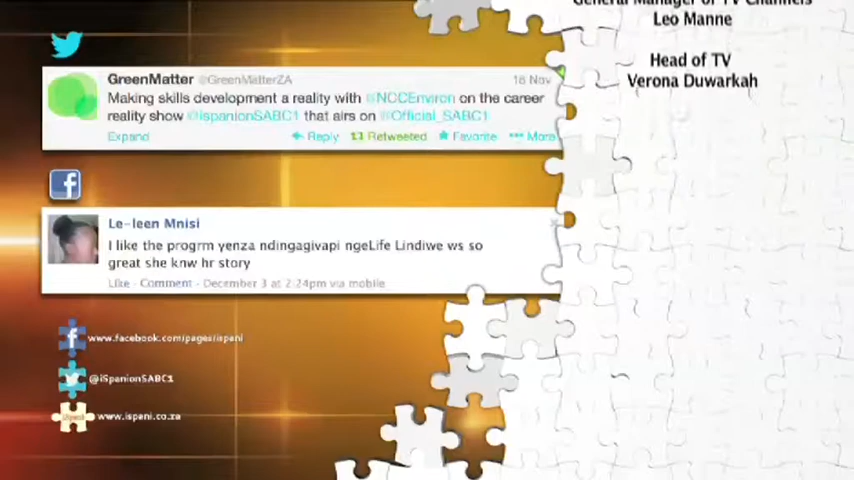 General Manager of TV Channels
Leo Manne
Head of TV
Verona Duwarkah
GreenMatter @GreenMatterZA 18 Nov
Making skills development a reality with @NCCEnviron on the career
reality show @ispanionSABC1 that airs on @Official_SABC1
Expand Reply Retweeted Favorite More
Le-leen Mnisi
I like the progrm yenza ndingagivapi ngeLife Lindiwe ws so
great she knw hr story
Like · Comment · December 3 at 2:24pm via mobile
www.facebook.com/pages/ispani
@iSpanionSABC1
www.ispani.co.za